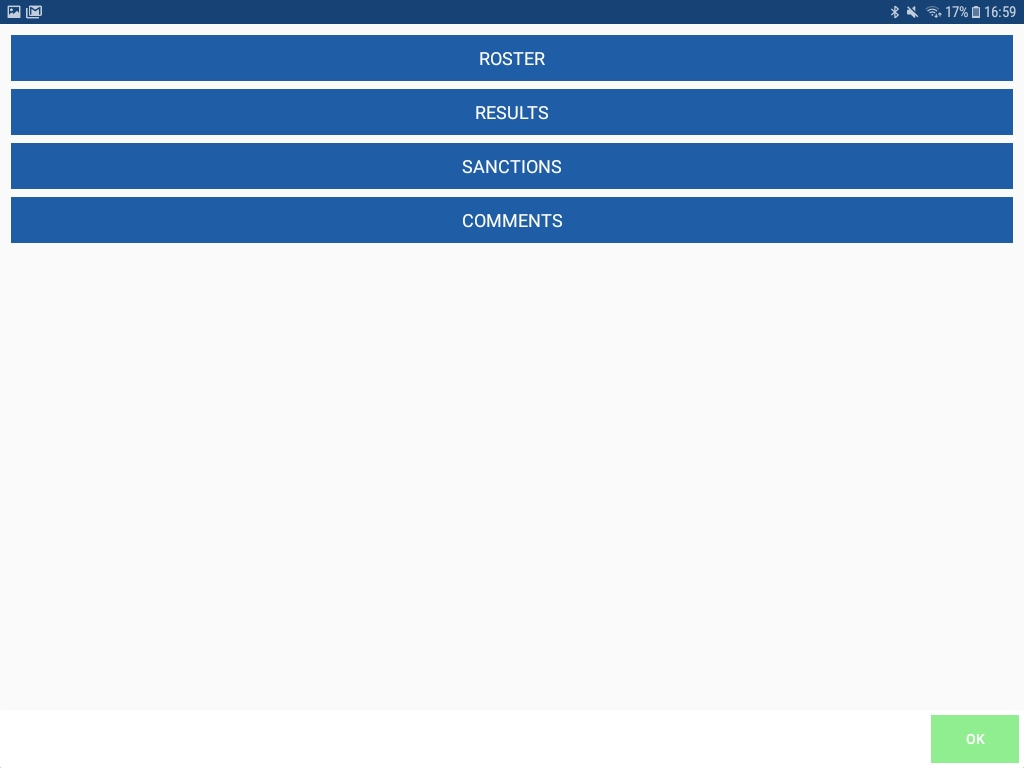 17% 16:59
ROSTER
RESULTS
SANCTIONS
COMMENTS
OK